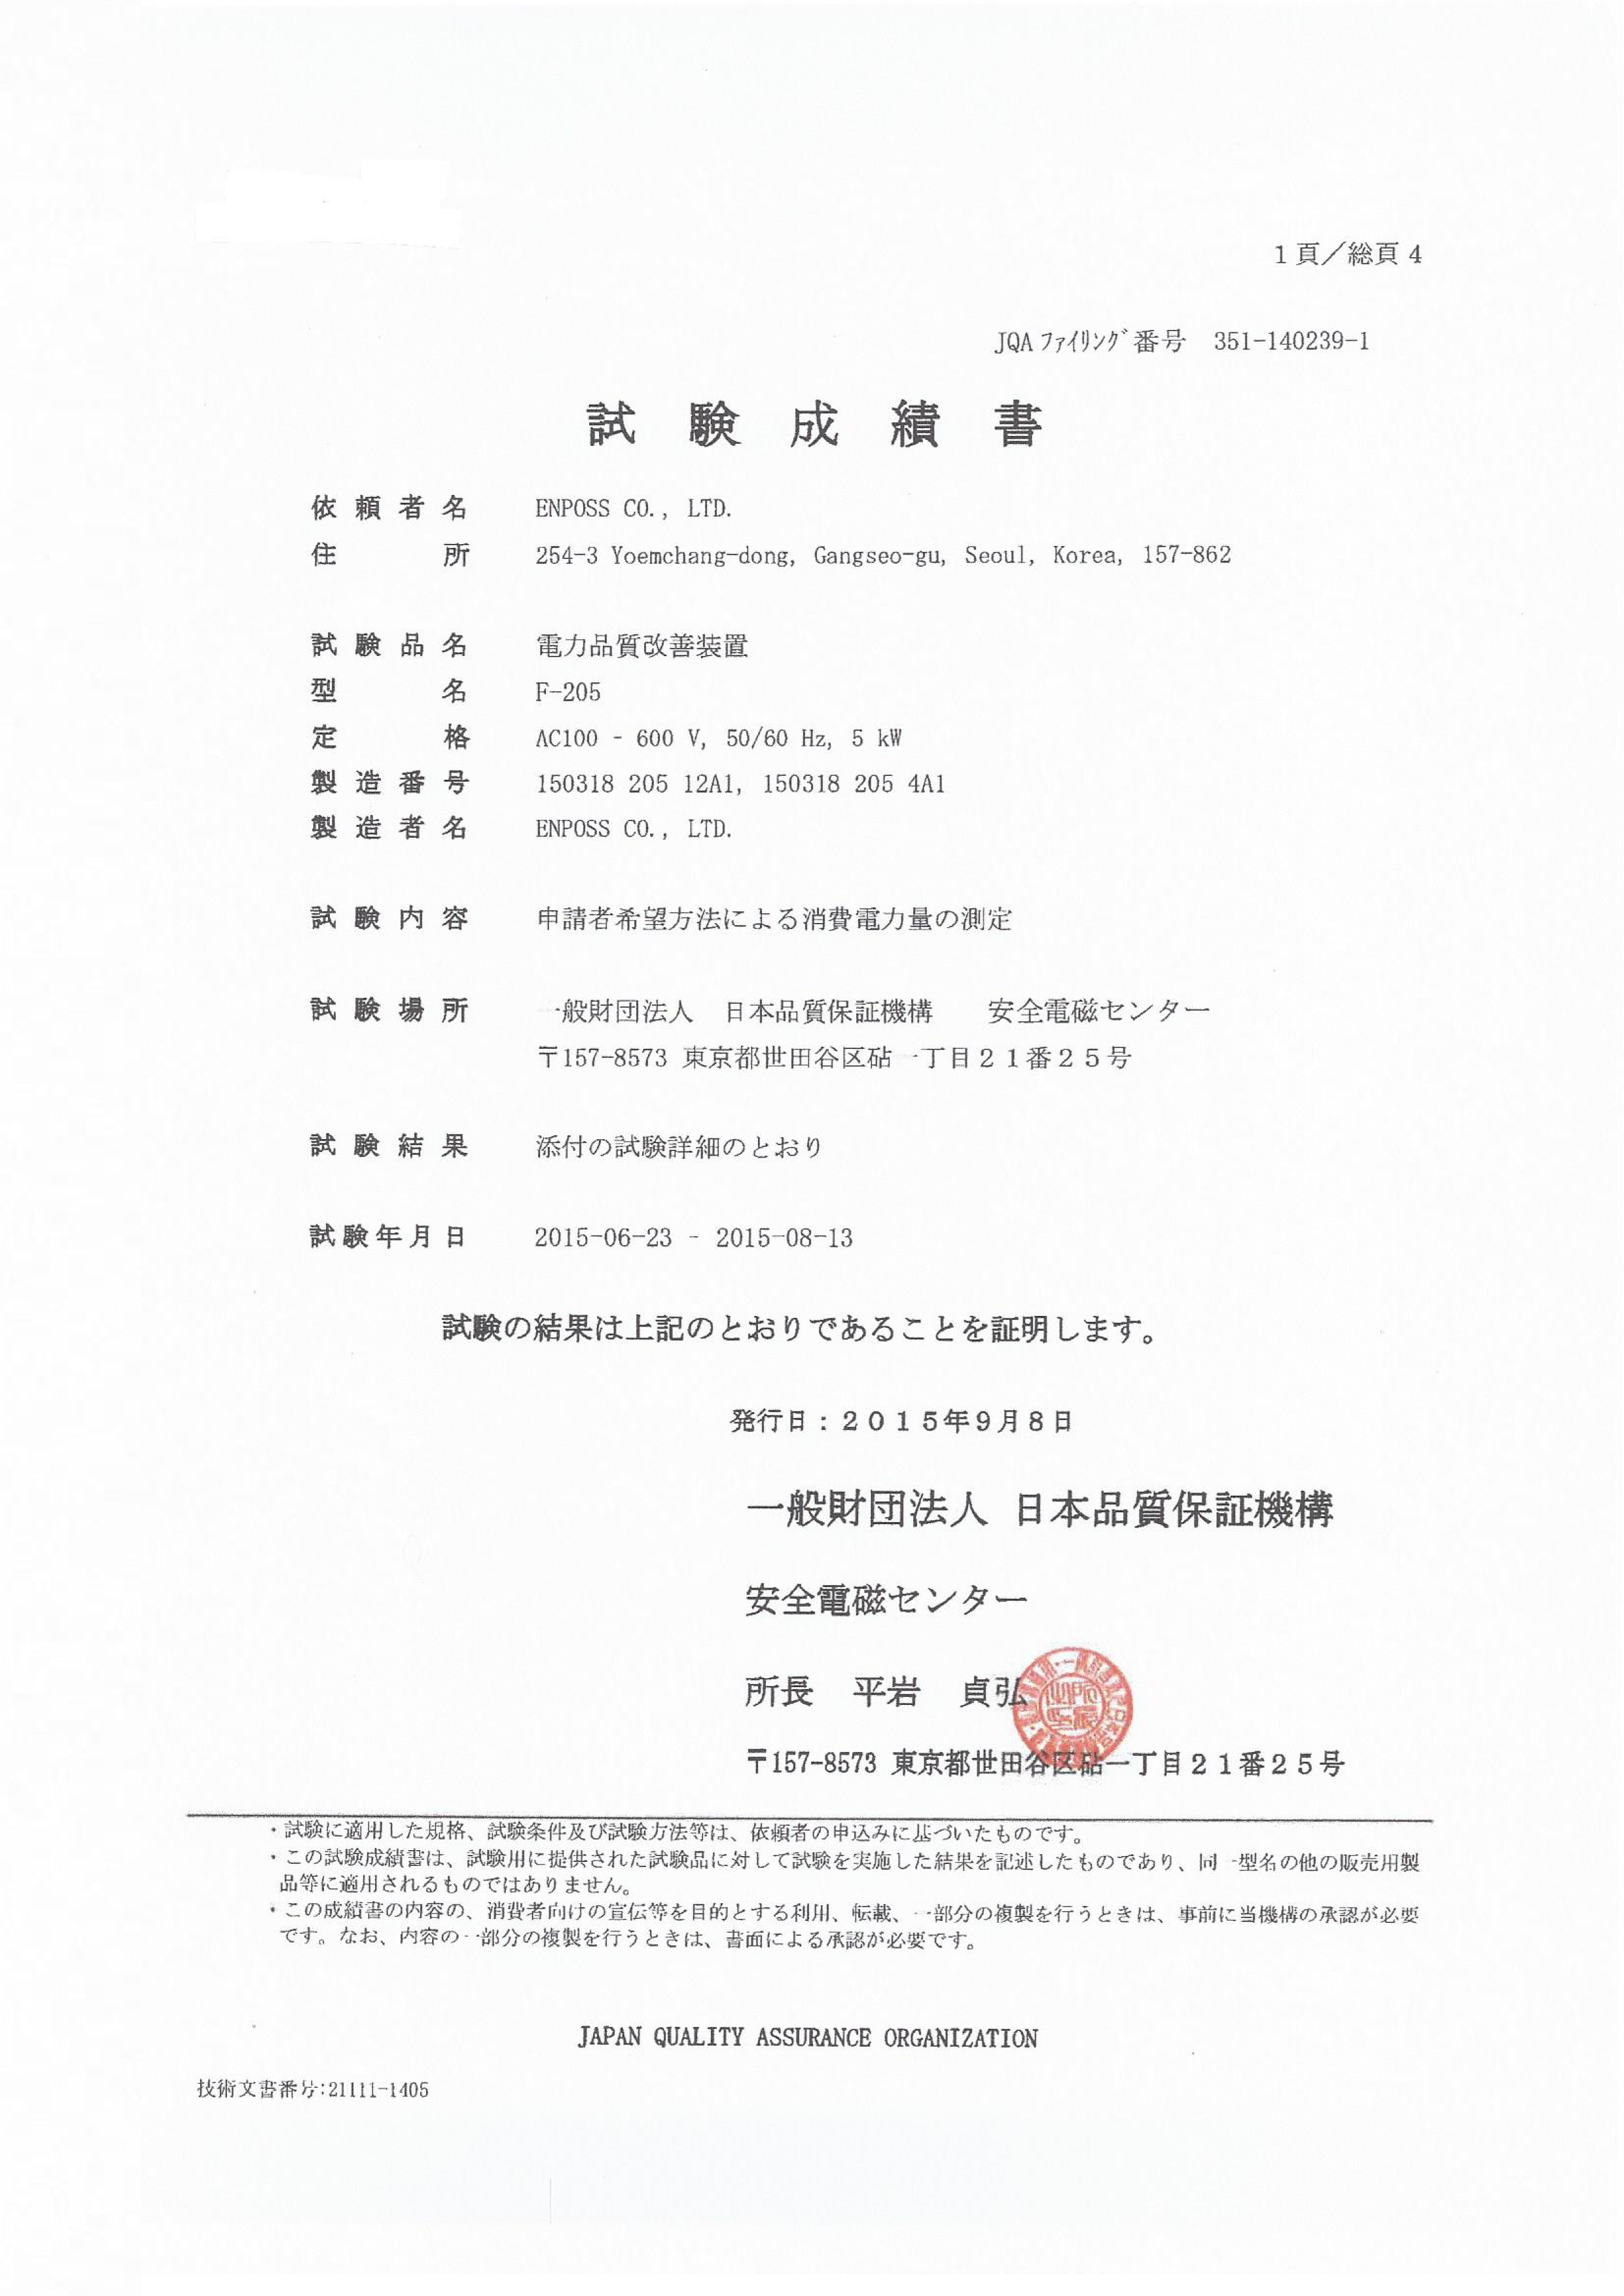 1頁／総頁4
JQAファイリング番号 351-140239-1
試験成績書
依頼者名 ENPOSS CO., LTD.
住所 254-3 Yoemchang-dong, Gangseo-gu, Seoul, Korea, 157-862
試験品名 電力品質改善装置
型名 F-205
定格 AC100 - 600 V, 50/60 Hz, 5 kW
製造番号 150318 205 12A1, 150318 205 4A1
製造者名 ENPOSS CO., LTD.
試験内容 申請者希望方法による消費電力量の測定
試験場所 一般財団法人 日本品質保証機構 安全電磁センター
〒157-8573 東京都世田谷区砧一丁目２１番２５号
試験結果 添付の試験詳細のとおり
試験年月日 2015-06-23 - 2015-08-13
試験の結果は上記のとおりであることを証明します。
発行日：２０１５年９月８日
一般財団法人 日本品質保証機構
安全電磁センター
所長 平岩 貞弘
〒157-8573 東京都世田谷区砧一丁目２１番２５号
・試験に適用した規格、試験条件及び試験方法等は、依頼者の申込みに基づいたものです。
・この試験成績書は、試験用に提供された試験品に対して試験を実施した結果を記述したものであり、同一型名の他の販売用製
品等に適用されるものではありません。
・この成績書の内容の、消費者向けの宣伝等を目的とする利用、転載、一部分の複製を行うときは、事前に当機構の承認が必要
です。なお、内容の一部分の複製を行うときは、書面による承認が必要です。
JAPAN QUALITY ASSURANCE ORGANIZATION
技術文書番号:21111-1405